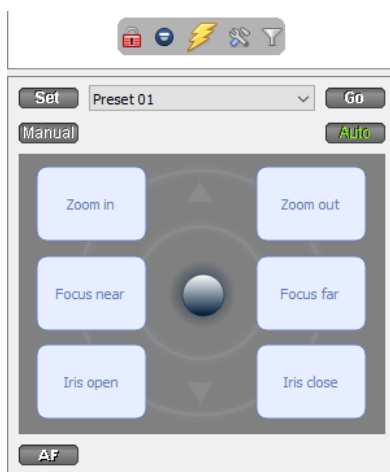 Set Preset 01 Go
Manual Auto
Zoom in Zoom out
Focus near Focus far
Iris open Iris close
AF